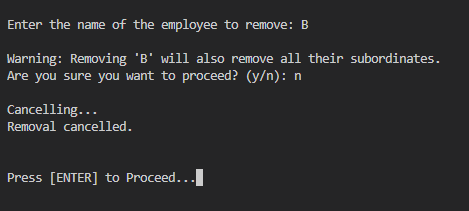 Enter the name of the employee to remove: B
Warning: Removing 'B' will also remove all their subordinates.
Are you sure you want to proceed? (y/n): n
Cancelling...
Removal cancelled.
Press [ENTER] to Proceed...